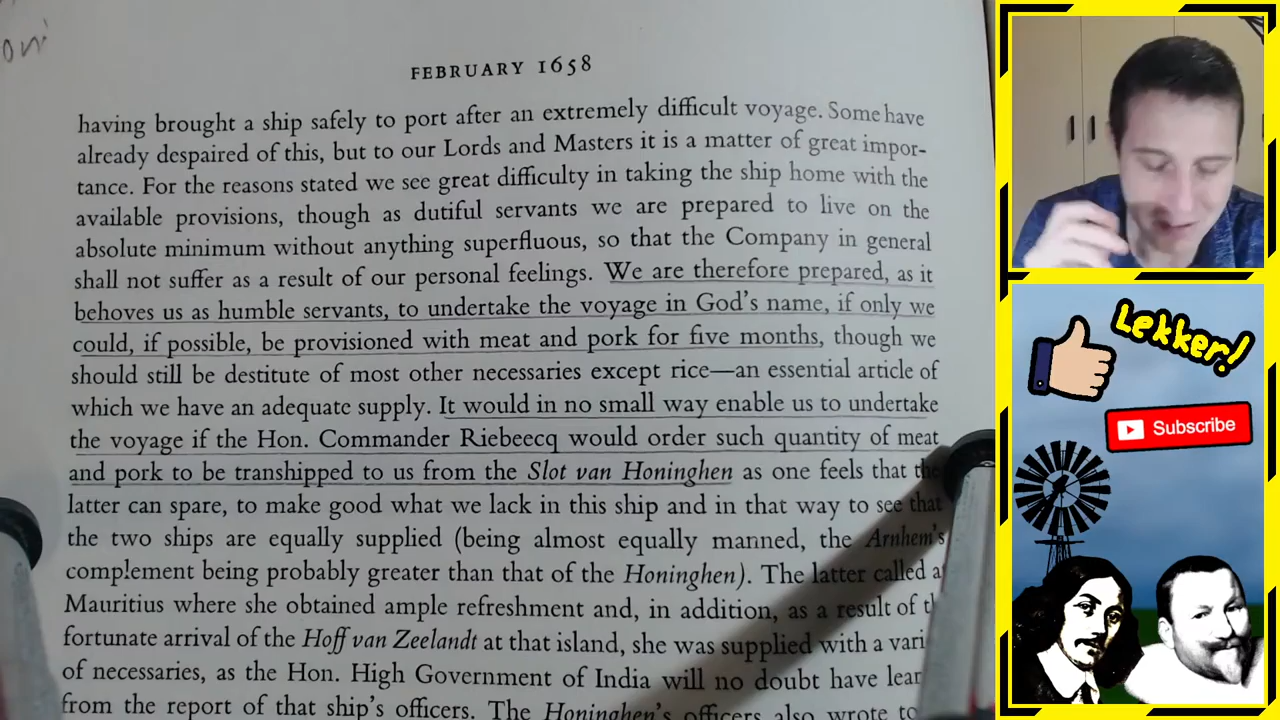 FEBRUARY 1658
having brought a ship safely to port after an extremely difficult voyage. Some have
already despaired of this, but to our Lords and Masters it is a matter of great impor-
tance. For the reasons stated we see great difficulty in taking the ship home with the
available provisions, though as dutiful servants we are prepared to live on the
absolute minimum without anything superfluous, so that the Company in general
shall not suffer as a result of our personal feelings. We are therefore prepared, as it
behoves us as humble servants, to undertake the voyage in God's name, if only we
could, if possible, be provisioned with meat and pork for five months, though we
should still be destitute of most other necessaries except rice—an essential article of
which we have an adequate supply. It would in no small way enable us to undertake
the voyage if the Hon. Commander Riebeecq would order such quantity of meat
and pork to be transhipped to us from the Slot van Honinghen as one feels that the
latter can spare, to make good what we lack in this ship and in that way to see that
the two ships are equally supplied (being almost equally manned, the Arnhem's
complement being probably greater than that of the Honinghen). The latter called
Mauritius where she obtained ample refreshment and, in addition, as a result of
fortunate arrival of the Hoff van Zeelandt at that island, she was supplied with a vari
of necessaries, as the Hon. High Government of India will no doubt have lear
from the report of that ship's officers. The Honinghen's officers also wrote to
Lekker!
Subscribe